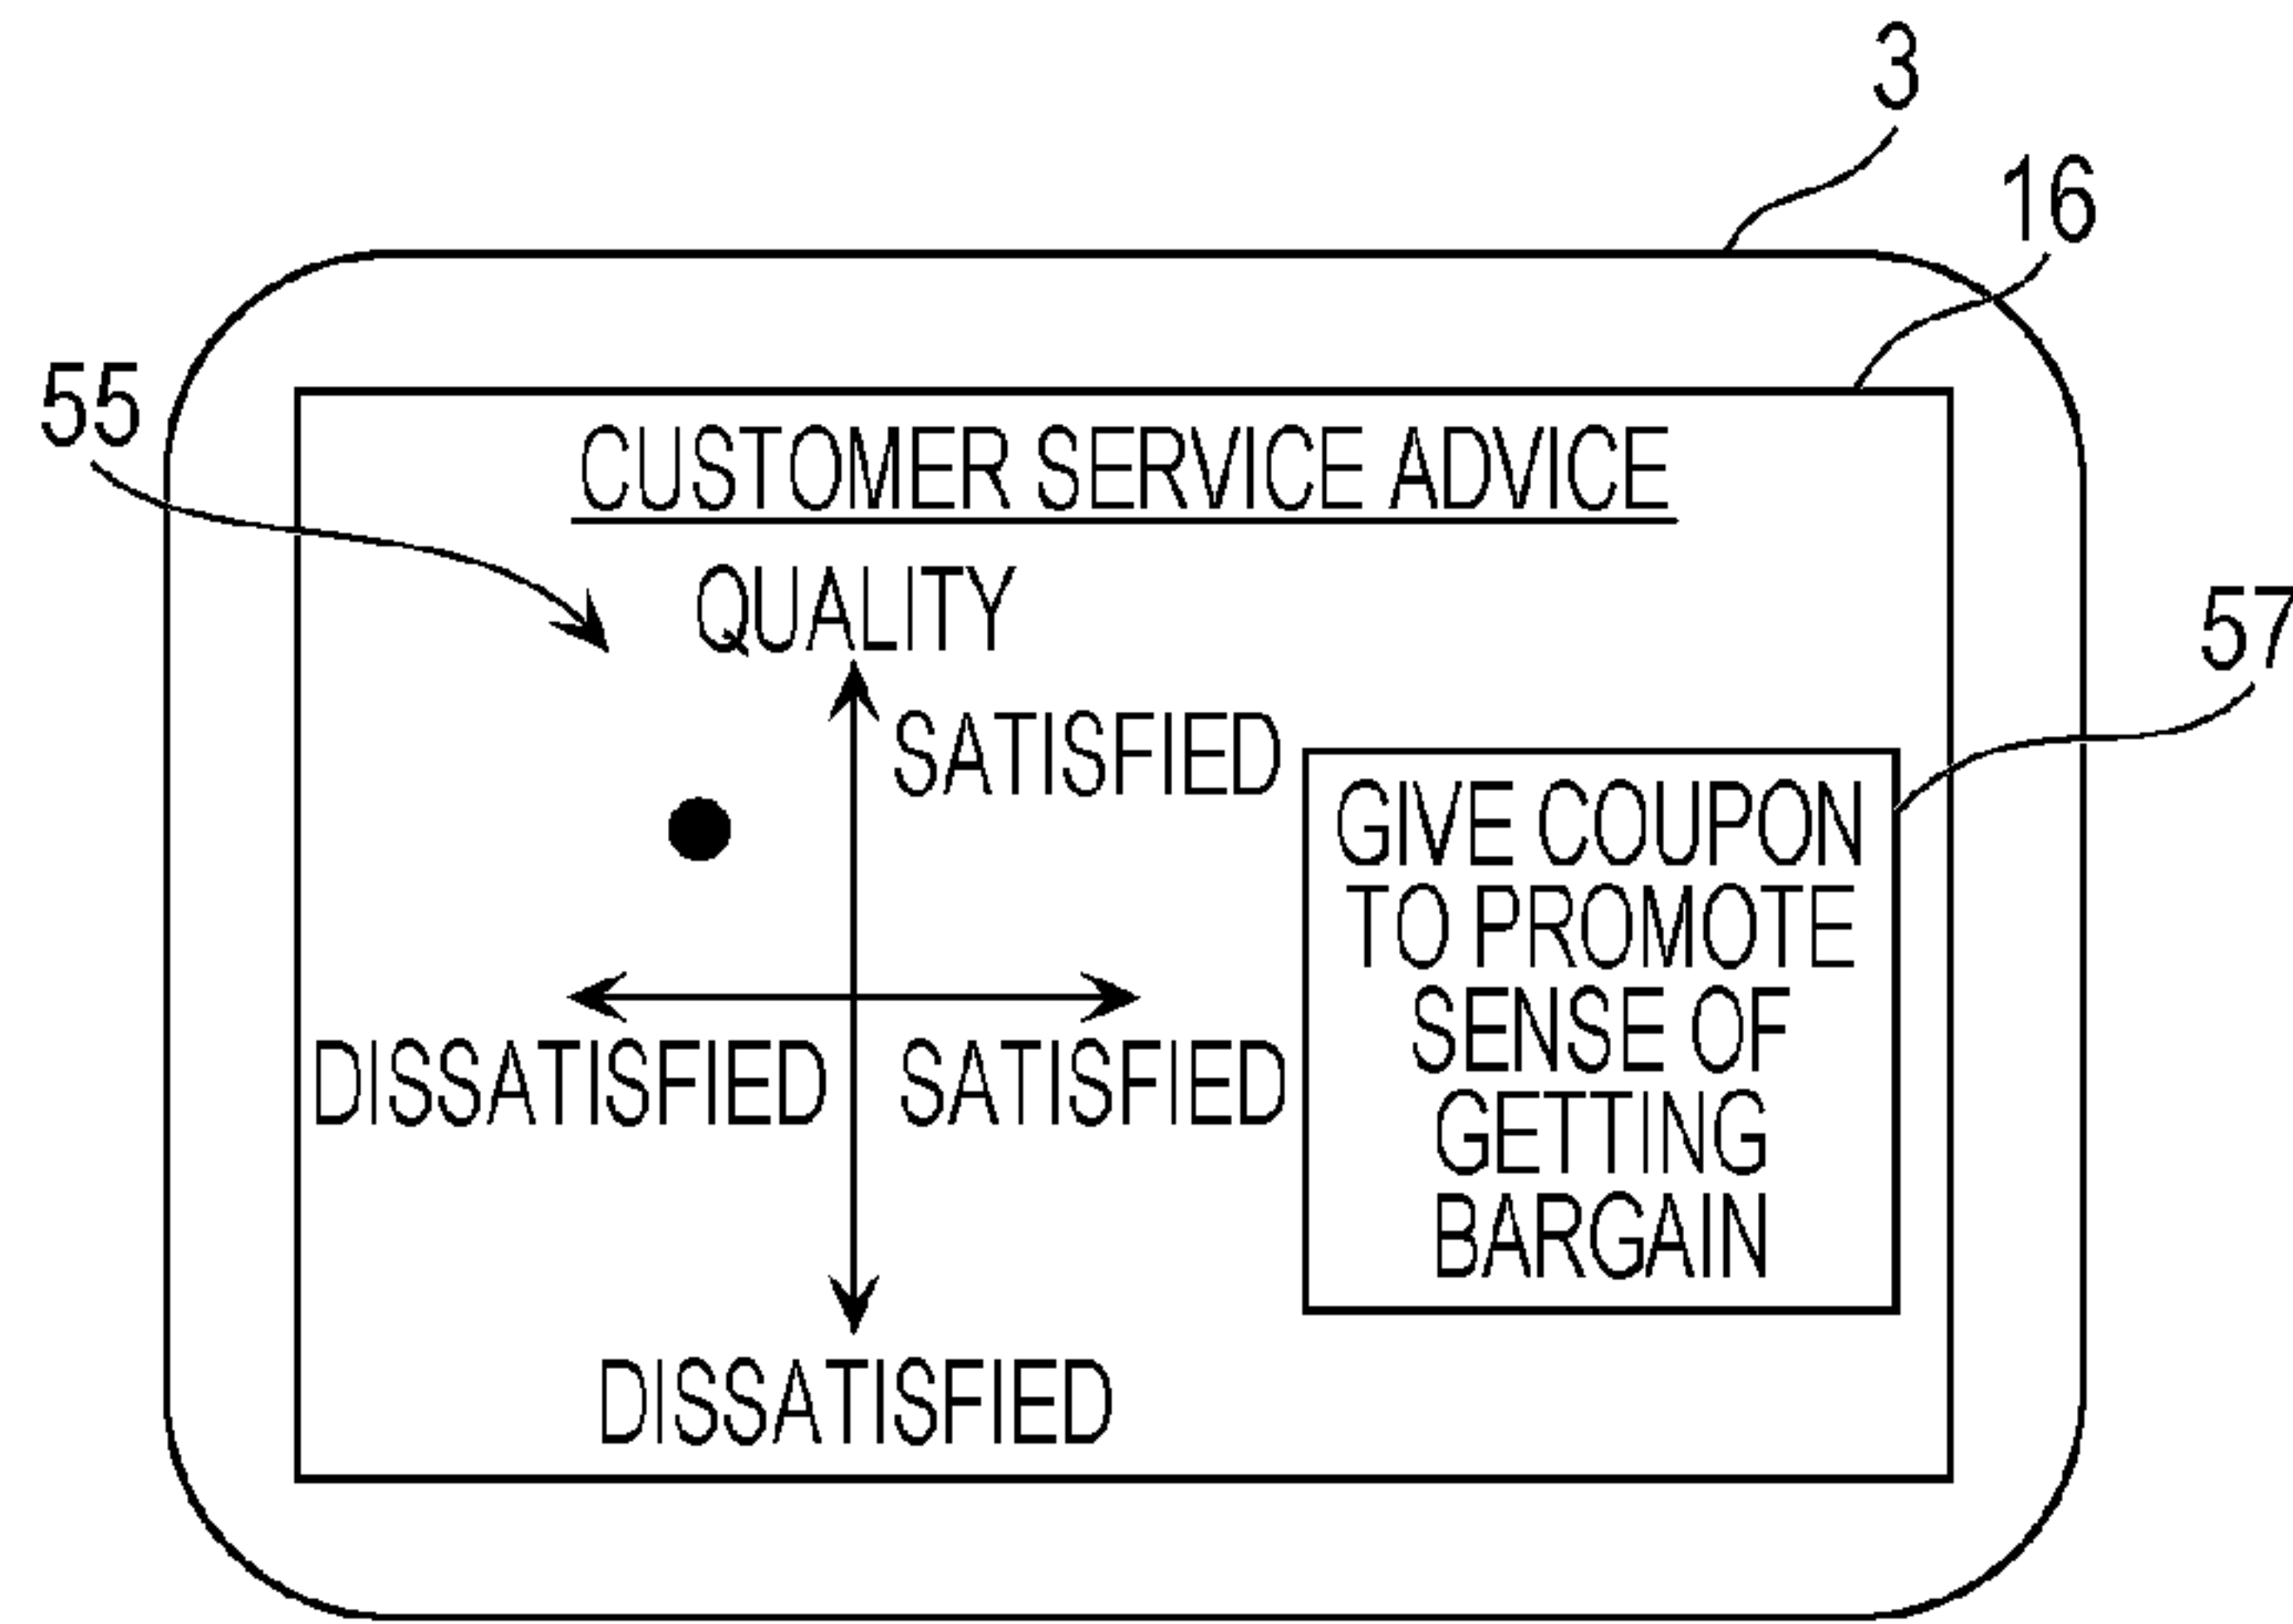 3
16
55
CUSTOMER SERVICE ADVICE
QUALITY
57
SATISFIED
GIVE COUPON
TO PROMOTE
SENSE OF
GETTING
BARGAIN
DISSATISFIED SATISFIED
DISSATISFIED